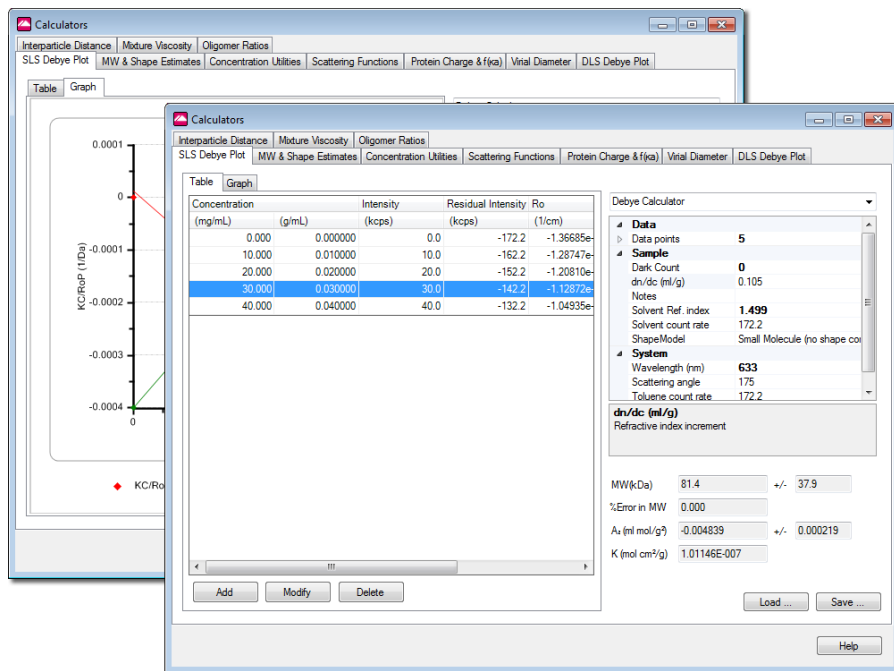 Calculators
Interparticle Distance Mixture Viscosity Oligomer Ratios
SLS Debye Plot MW & Shape Estimates Concentration Utilities Scattering Functions Protein Charge & f(κa) Virial Diameter DLS Debye Plot
Table Graph
0.0001
0
-0.0001
-0.0002
-0.0003
-0.0004
KC/RoP (1/Da)
0
KC/Ro
Calculators
Interparticle Distance Mixture Viscosity Oligomer Ratios
SLS Debye Plot MW & Shape Estimates Concentration Utilities Scattering Functions Protein Charge & f(κa) Virial Diameter DLS Debye Plot
Table Graph
Concentration Intensity Residual Intensity Ro
(mg/mL) (g/mL) (kcps) (kcps) (1/cm)
0.000 0.000000 0.0 -172.2 -1.36685e-
10.000 0.010000 10.0 -162.2 -1.28747e-
20.000 0.020000 20.0 -152.2 -1.20810e-
30.000 0.030000 30.0 -142.2 -1.12872e-
40.000 0.040000 40.0 -132.2 -1.04935e-
Add Modify Delete
Debye Calculator
Data
Data points 5
Sample
Dark Count 0
dn/dc (ml/g) 0.105
Notes
Solvent Ref. index 1.499
Solvent count rate 172.2
ShapeModel Small Molecule (no shape cor
System
Wavelength (nm) 633
Scattering angle 175
Toluene count rate 172.2
dn/dc (ml/g)
Refractive index increment
MW(kDa) 81.4 +/- 37.9
%Error in MW 0.000
A₂ (ml mol/g²) -0.004839 +/- 0.000219
K (mol cm²/g) 1.01146E-007
Load ... Save ...
Help